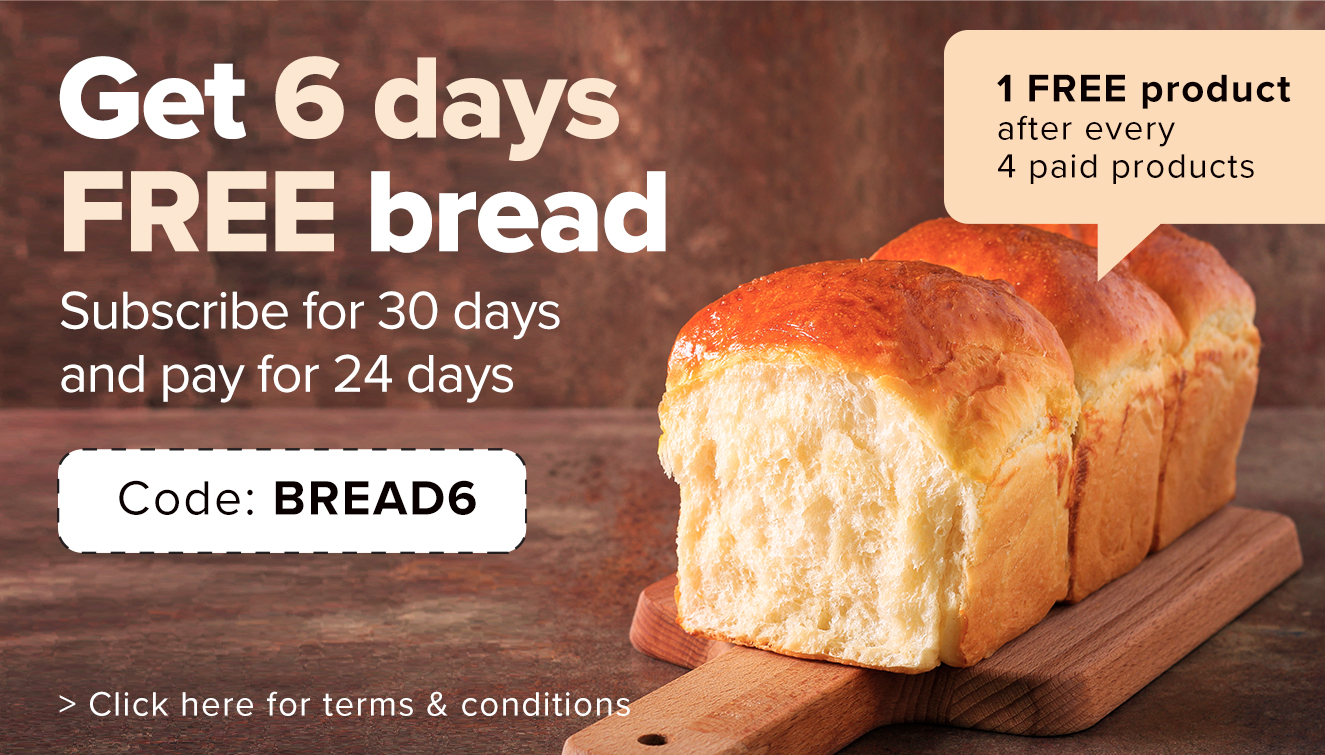 Get 6 days
FREE bread
Subscribe for 30 days
and pay for 24 days
Code: BREAD6
> Click here for terms & conditions
1 FREE product
after every
4 paid products